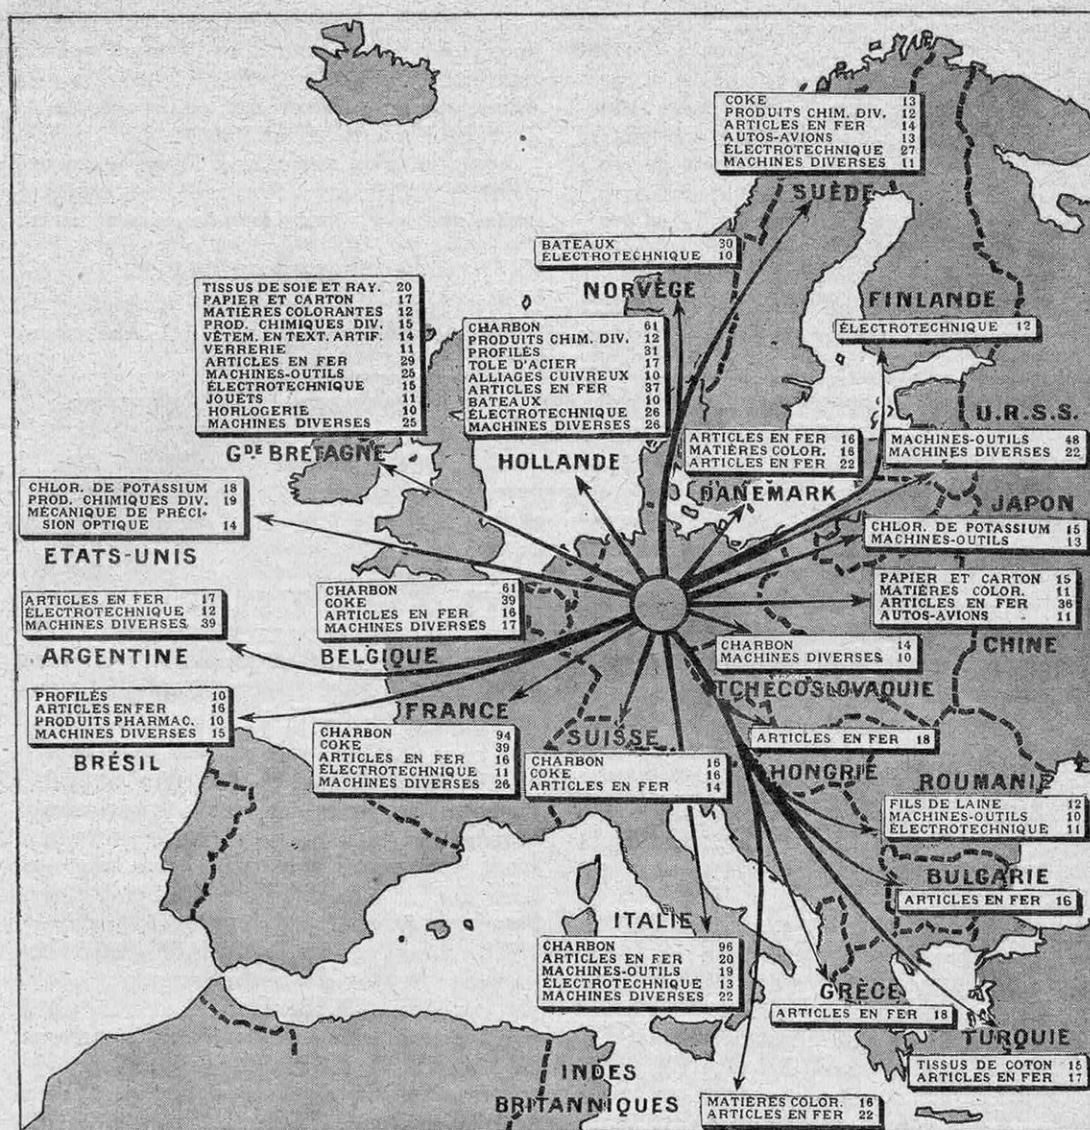 COKE 13
PRODUITS CHIM. DIV. 12
ARTICLES EN FER 14
AUTOS-AVIONS 13
ÉLECTROTECHNIQUE 27
MACHINES DIVERSES 11
SUÈDE
BATEAUX 30
ÉLECTROTECHNIQUE 10
NORVÈGE
FINLANDE
ÉLECTROTECHNIQUE 12
TISSUS DE SOIE ET RAY. 20
PAPIER ET CARTON 17
MATIÈRES COLORANTES 12
PROD. CHIMIQUES DIV. 15
VÊTEM. EN TEXT. ARTIF. 14
VERRERIE 11
ARTICLES EN FER 29
MACHINES-OUTILS 25
ÉLECTROTECHNIQUE 15
JOUETS 11
HORLOGERIE 10
MACHINES DIVERSES 25
GDE BRETAGNE
CHARBON 61
PRODUITS CHIM. DIV. 12
PROFILÉS 31
TOLE D'ACIER 17
ALLIAGES CUIVREUX 10
ARTICLES EN FER 37
BATEAUX 10
ÉLECTROTECHNIQUE 26
MACHINES DIVERSES 26
HOLLANDE
ARTICLES EN FER 16
MATIÈRES COLOR. 16
ARTICLES EN FER 22
DANEMARK
U.R.S.S.
MACHINES-OUTILS 48
MACHINES DIVERSES 22
JAPON
CHLOR. DE POTASSIUM 15
MACHINES-OUTILS 13
CHLOR. DE POTASSIUM 18
PROD. CHIMIQUES DIV. 19
MÉCANIQUE DE PRÉCI-
SION OPTIQUE 14
ETATS-UNIS
PAPIER ET CARTON 15
MATIÈRES COLOR. 11
ARTICLES EN FER 36
AUTOS-AVIONS 11
CHINE
ARTICLES EN FER 17
ÉLECTROTECHNIQUE 12
MACHINES DIVERSES 39
ARGENTINE
CHARBON 61
COKE 39
ARTICLES EN FER 16
MACHINES DIVERSES 17
BELGIQUE
CHARBON 14
MACHINES DIVERSES 10
TCHÉCOSLOVAQUIE
PROFILÉS 10
ARTICLES EN FER 16
PRODUITS PHARMAC. 10
MACHINES DIVERSES 15
BRÉSIL
FRANCE
CHARBON 94
COKE 39
ARTICLES EN FER 16
ÉLECTROTECHNIQUE 11
MACHINES DIVERSES 26
SUISSE
CHARBON 16
COKE 16
ARTICLES EN FER 14
ARTICLES EN FER 18
HONGRIE
ROUMANIE
FILS DE LAINE 12
MACHINES-OUTILS 10
ÉLECTROTECHNIQUE 11
BULGARIE
ARTICLES EN FER 16
ITALIE
CHARBON 96
ARTICLES EN FER 20
MACHINES-OUTILS 19
ÉLECTROTECHNIQUE 13
MACHINES DIVERSES 22
GRÈCE
ARTICLES EN FER 18
TURQUIE
TISSUS DE COTON 15
ARTICLES EN FER 17
INDES
BRITANNIQUES
MATIÈRES COLOR. 16
ARTICLES EN FER 22